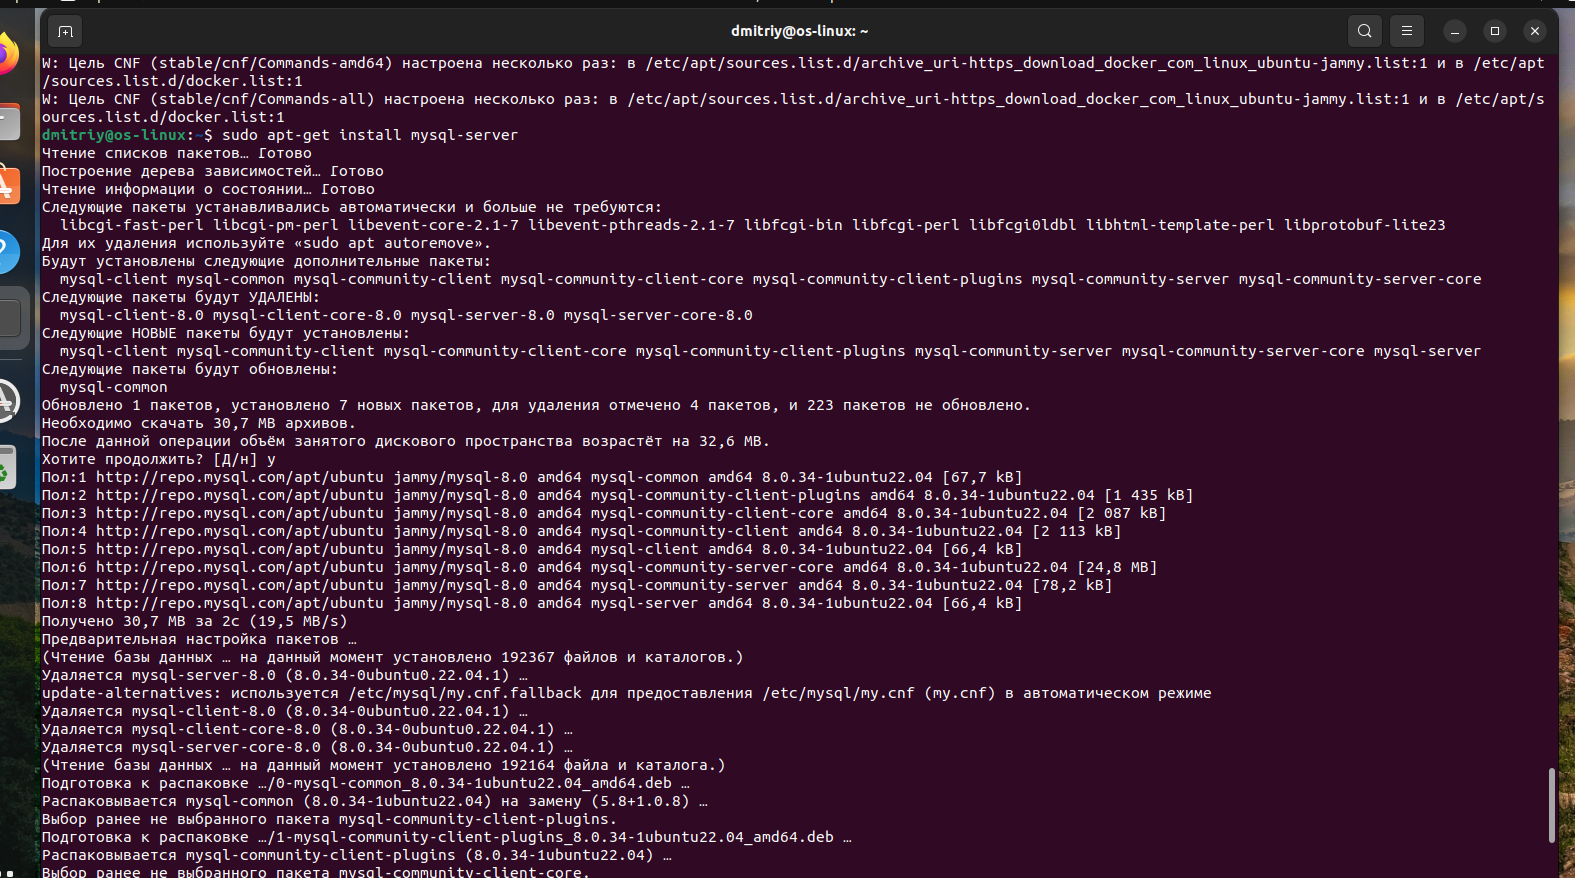 dmitriy@os-linux: ~
W: Цель CNF (stable/cnf/Commands-amd64) настроена несколько раз: в /etc/apt/sources.list.d/archive_uri-https_download_docker_com_linux_ubuntu-jammy.list:1 и в /etc/apt
/sources.list.d/docker.list:1
W: Цель CNF (stable/cnf/Commands-all) настроена несколько раз: в /etc/apt/sources.list.d/archive_uri-https_download_docker_com_linux_ubuntu-jammy.list:1 и в /etc/apt/s
ources.list.d/docker.list:1
dmitriy@os-linux:~$ sudo apt-get install mysql-server
Чтение списков пакетов… Готово
Построение дерева зависимостей… Готово
Чтение информации о состоянии… Готово
Следующие пакеты устанавливались автоматически и больше не требуются:
libcgi-fast-perl libcgi-pm-perl libevent-core-2.1-7 libevent-pthreads-2.1-7 libfcgi-bin libfcgi-perl libfcgi0ldbl libhtml-template-perl libprotobuf-lite23
Для их удаления используйте «sudo apt autoremove».
Будут установлены следующие дополнительные пакеты:
mysql-client mysql-common mysql-community-client mysql-community-client-core mysql-community-client-plugins mysql-community-server mysql-community-server-core
Следующие пакеты будут УДАЛЕНЫ:
mysql-client-8.0 mysql-client-core-8.0 mysql-server-8.0 mysql-server-core-8.0
Следующие НОВЫЕ пакеты будут установлены:
mysql-client mysql-community-client mysql-community-client-core mysql-community-client-plugins mysql-community-server mysql-community-server-core mysql-server
Следующие пакеты будут обновлены:
mysql-common
Обновлено 1 пакетов, установлено 7 новых пакетов, для удаления отмечено 4 пакетов, и 223 пакетов не обновлено.
Необходимо скачать 30,7 MB архивов.
После данной операции объём занятого дискового пространства возрастёт на 32,6 MB.
Хотите продолжить? [Д/н] y
Пол:1 http://repo.mysql.com/apt/ubuntu jammy/mysql-8.0 amd64 mysql-common amd64 8.0.34-1ubuntu22.04 [67,7 kB]
Пол:2 http://repo.mysql.com/apt/ubuntu jammy/mysql-8.0 amd64 mysql-community-client-plugins amd64 8.0.34-1ubuntu22.04 [1 435 kB]
Пол:3 http://repo.mysql.com/apt/ubuntu jammy/mysql-8.0 amd64 mysql-community-client-core amd64 8.0.34-1ubuntu22.04 [2 087 kB]
Пол:4 http://repo.mysql.com/apt/ubuntu jammy/mysql-8.0 amd64 mysql-community-client amd64 8.0.34-1ubuntu22.04 [2 113 kB]
Пол:5 http://repo.mysql.com/apt/ubuntu jammy/mysql-8.0 amd64 mysql-client amd64 8.0.34-1ubuntu22.04 [66,4 kB]
Пол:6 http://repo.mysql.com/apt/ubuntu jammy/mysql-8.0 amd64 mysql-community-server-core amd64 8.0.34-1ubuntu22.04 [24,8 MB]
Пол:7 http://repo.mysql.com/apt/ubuntu jammy/mysql-8.0 amd64 mysql-community-server amd64 8.0.34-1ubuntu22.04 [78,2 kB]
Пол:8 http://repo.mysql.com/apt/ubuntu jammy/mysql-8.0 amd64 mysql-server amd64 8.0.34-1ubuntu22.04 [66,4 kB]
Получено 30,7 MB за 2с (19,5 MB/s)
Предварительная настройка пакетов …
(Чтение базы данных … на данный момент установлено 192367 файлов и каталогов.)
Удаляется mysql-server-8.0 (8.0.34-0ubuntu0.22.04.1) …
update-alternatives: используется /etc/mysql/my.cnf.fallback для предоставления /etc/mysql/my.cnf (my.cnf) в автоматическом режиме
Удаляется mysql-client-8.0 (8.0.34-0ubuntu0.22.04.1) …
Удаляется mysql-client-core-8.0 (8.0.34-0ubuntu0.22.04.1) …
Удаляется mysql-server-core-8.0 (8.0.34-0ubuntu0.22.04.1) …
(Чтение базы данных … на данный момент установлено 192164 файла и каталога.)
Подготовка к распаковке …/0-mysql-common_8.0.34-1ubuntu22.04_amd64.deb …
Распаковывается mysql-common (8.0.34-1ubuntu22.04) на замену (5.8+1.0.8) …
Выбор ранее не выбранного пакета mysql-community-client-plugins.
Подготовка к распаковке …/1-mysql-community-client-plugins_8.0.34-1ubuntu22.04_amd64.deb …
Распаковывается mysql-community-client-plugins (8.0.34-1ubuntu22.04) …
Выбор ранее не выбранного пакета mysql-community-client-core.